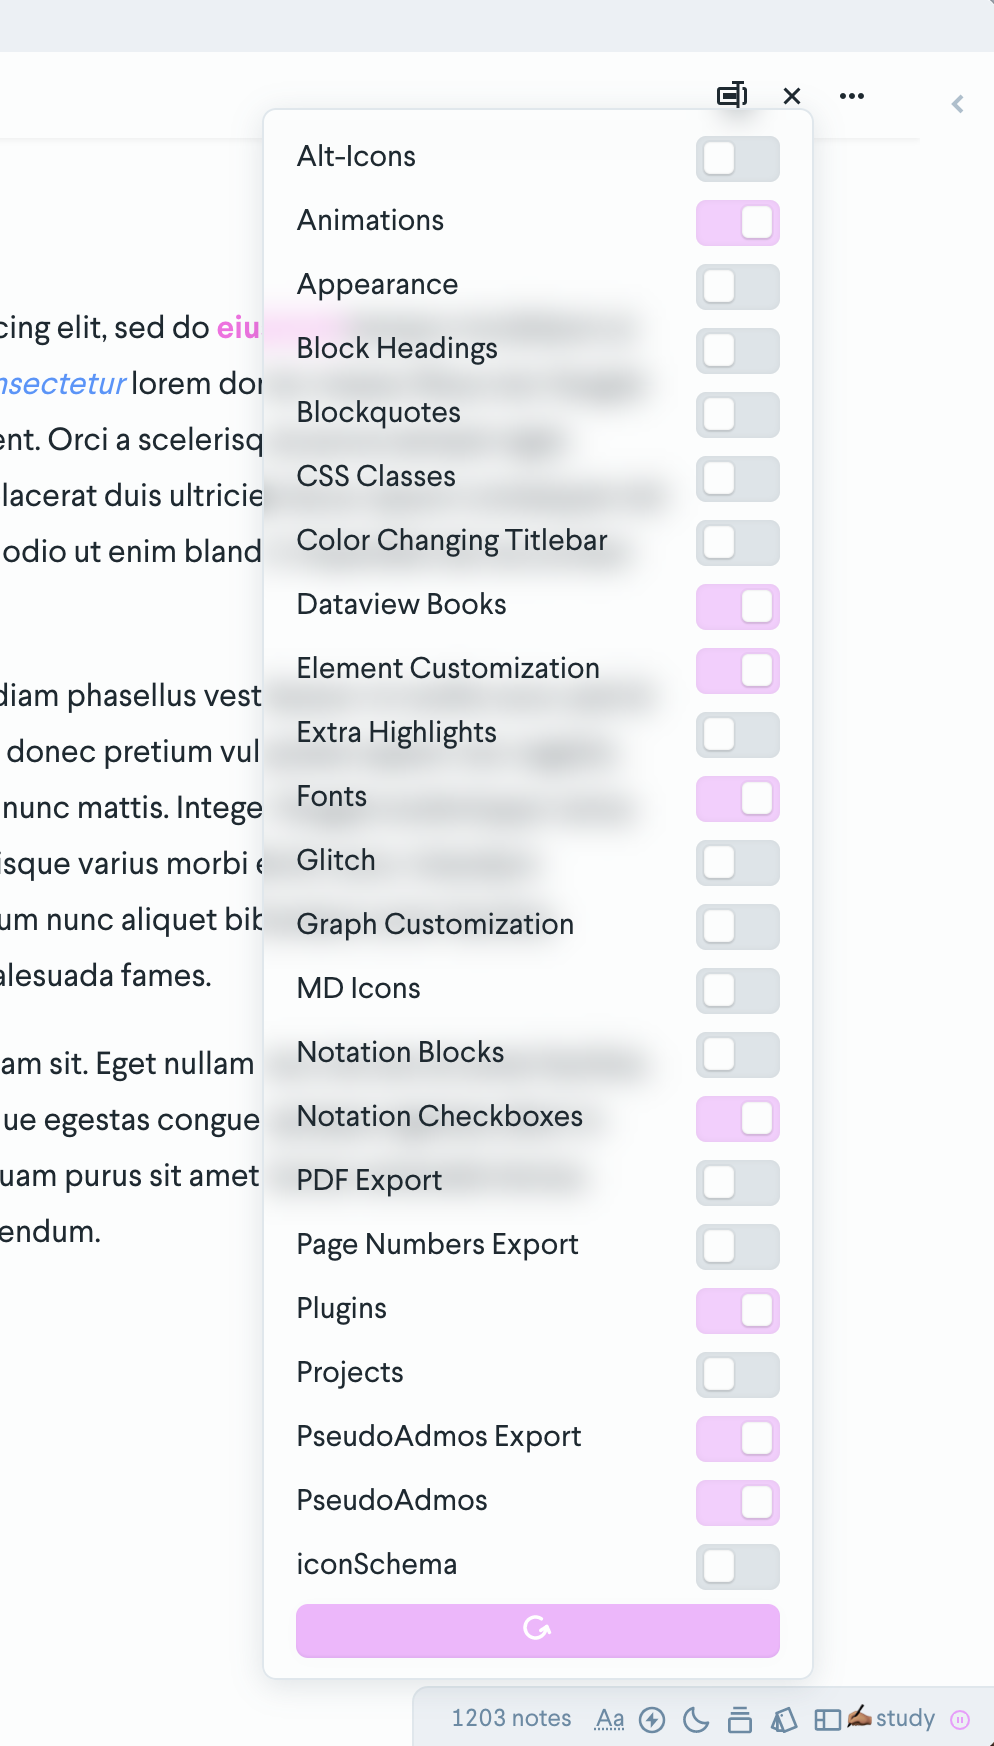 Alt-Icons
Animations
Appearance
cing elit, sed do eiu
Block Headings
nsectetur lorem dor
Blockquotes
ent. Orci a scelerisq
CSS Classes
lacerat duis ultricie
Color Changing Titlebar
odio ut enim bland
Dataview Books
Element Customization
diam phasellus vest
Extra Highlights
donec pretium vul
Fonts
nunc mattis. Intege
Glitch
isque varius morbi e
Graph Customization
um nunc aliquet bib
alesuada fames.
MD Icons
Notation Blocks
am sit. Eget nullam
Notation Checkboxes
ue egestas congue
PDF Export
uam purus sit amet
Page Numbers Export
endum.
Plugins
Projects
PseudoAdmos Export
PseudoAdmos
iconSchema
1203 notes Aa ✍🏾study